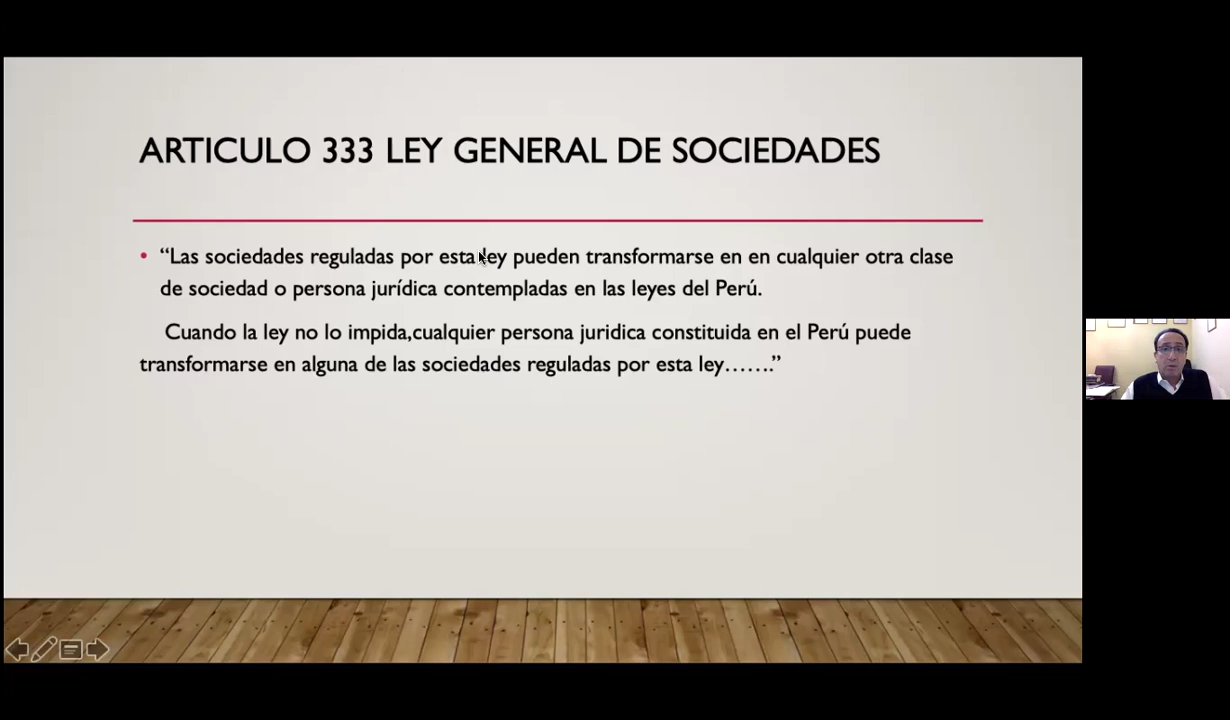 ARTICULO 333 LEY GENERAL DE SOCIEDADES
• “Las sociedades reguladas por esta ley pueden transformarse en en cualquier otra clase
de sociedad o persona jurídica contempladas en las leyes del Perú.
Cuando la ley no lo impida,cualquier persona juridica constituida en el Perú puede
transformarse en alguna de las sociedades reguladas por esta ley…….”